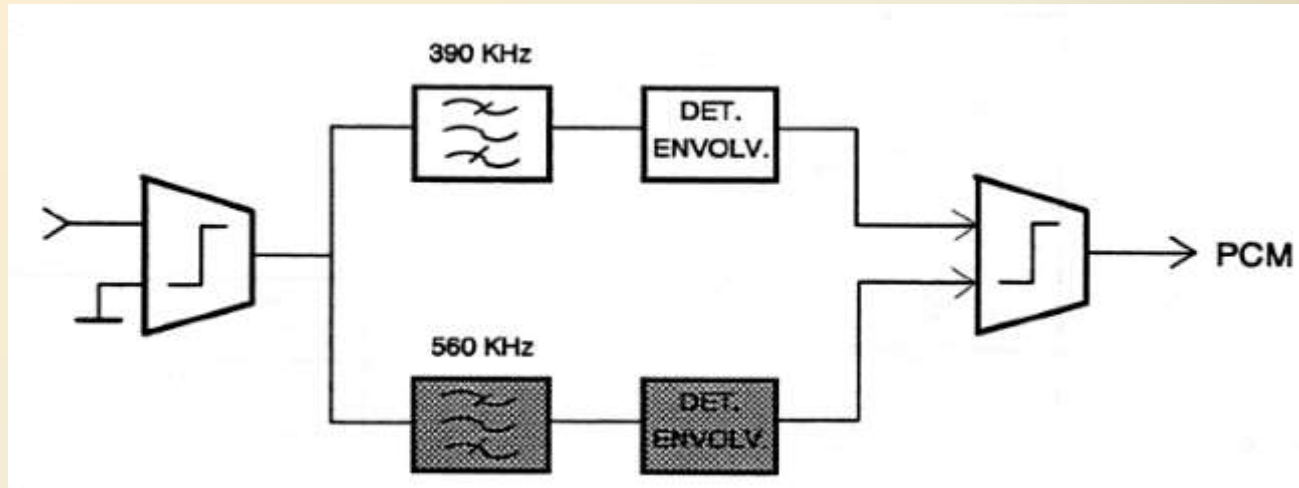 390 KHz
DET.
ENVOLV.
PCM
560 KHz
DET.
ENVOLV.